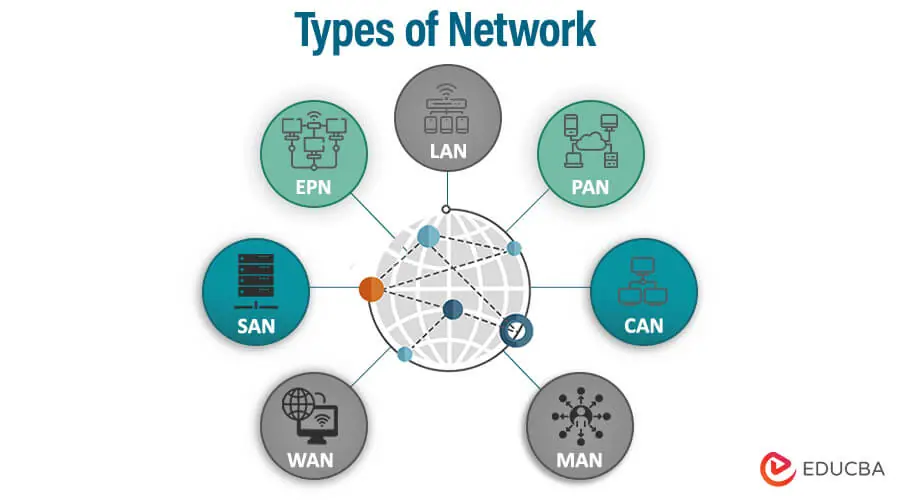 Types of Network
LAN
EPN
PAN
SAN
CAN
WAN
MAN
EDUCBA